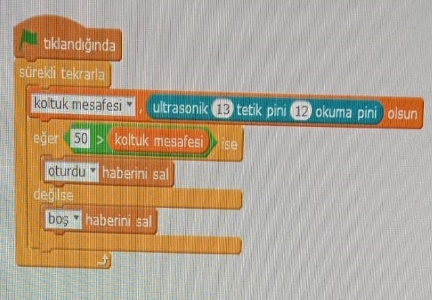 tıklandığında
sürekli tekrarla
koltuk mesafesi , ultrasonik 13 tetik pini 12 okuma pini olsun
eğer 50 > koltuk mesafesi ise
oturdu haberini sal
değilse
boş haberini sal